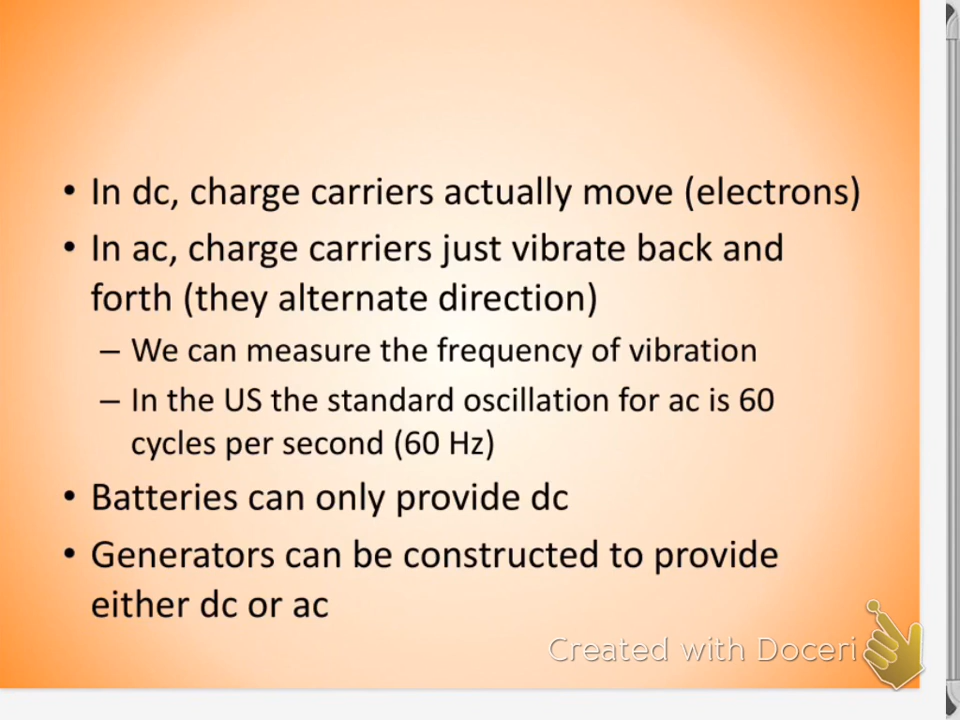 • In dc, charge carriers actually move (electrons)
• In ac, charge carriers just vibrate back and
forth (they alternate direction)
– We can measure the frequency of vibration
– In the US the standard oscillation for ac is 60
cycles per second (60 Hz)
• Batteries can only provide dc
• Generators can be constructed to provide
either dc or ac
Created with Doceri